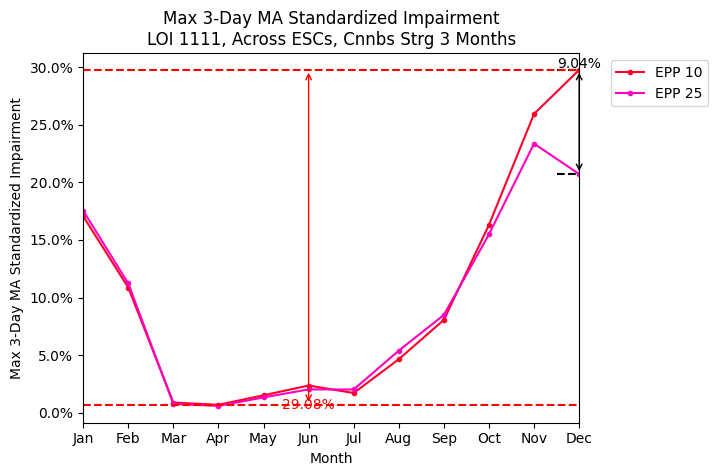 Max 3-Day MA Standardized Impairment
LOI 1111, Across ESCs, Cnnbs Strg 3 Months
9.04%
EPP 10
EPP 25
30.0%
25.0%
20.0%
15.0%
10.0%
5.0%
0.0%
Max 3-Day MA Standardized Impairment
29.08%
Jan Feb Mar Apr May Jun Jul Aug Sep Oct Nov Dec
Month